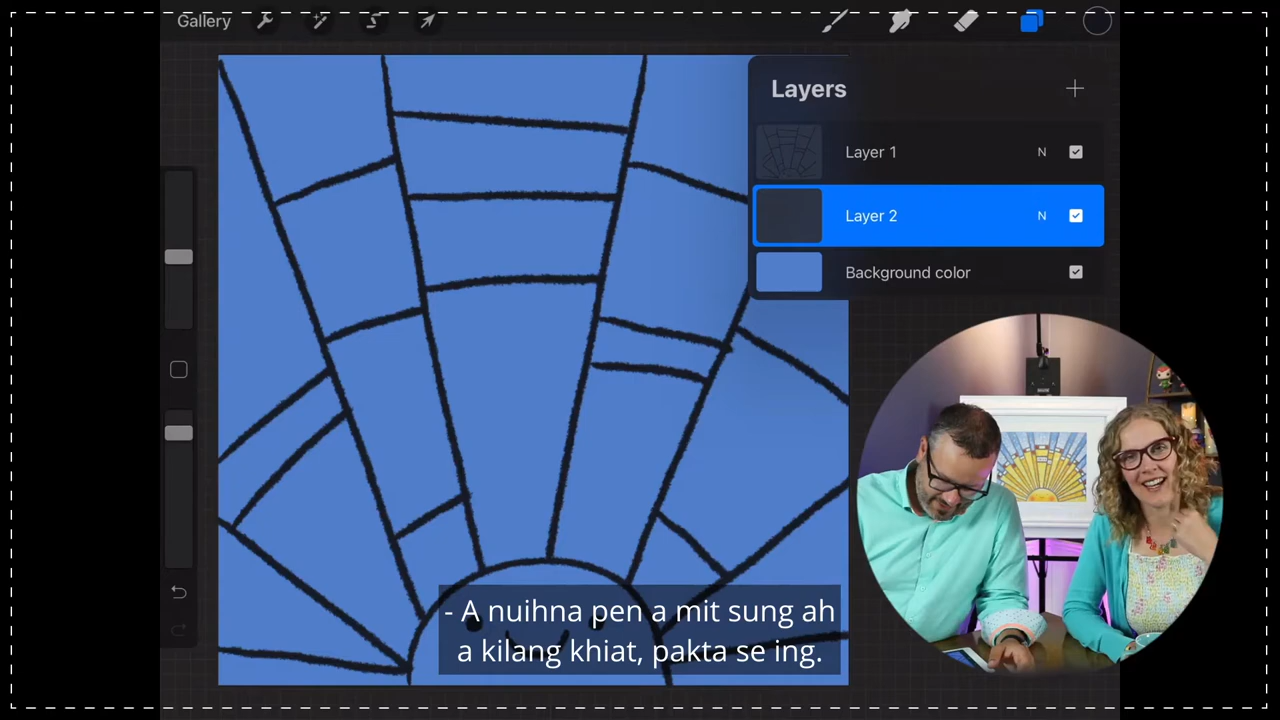 Gallery
Layers
Layer 1
N
Layer 2
N
Background color
- A nuihna pen a mit sung ah
a kilang khiat, pakta se ing.